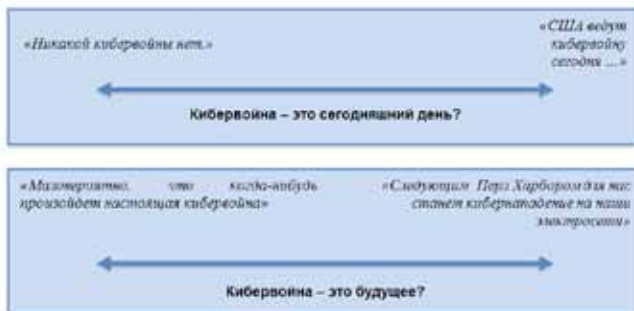 «Никакой кибервойны нет.»
«США ведут
кибервойну
сегодня ...»
Кибервойна – это сегодняшний день?
«Маловероятно, что когда-нибудь
произойдет настоящая кибервойна»
«Следующим Перл Харбором для нас
станет кибернападение на наши
электросети»
Кибервойна – это будущее?